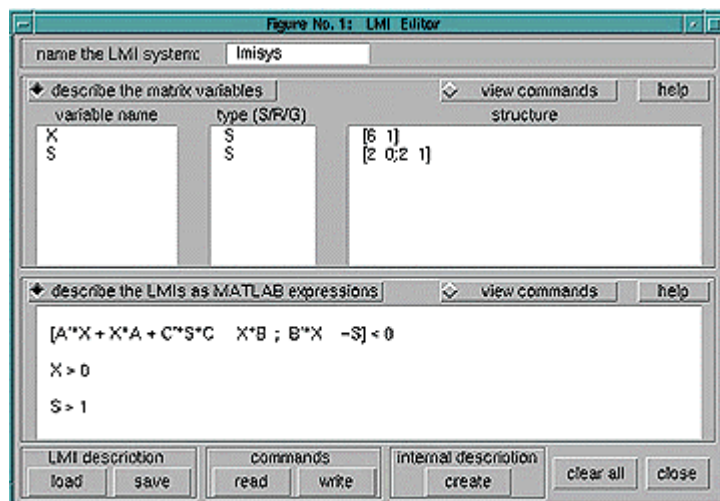 Figure No. 1: LMI Editor
name the LMI system: lmisys
describe the matrix variables view commands help
variable name type (S/R/G) structure
X S [6 1]
S S [2 0;2 1]
describe the LMIs as MATLAB expressions view commands help
[A'*X + X*A + C'*S*C X*B ; B'*X -S] < 0
X > 0
S > 1
LMI description commands internal description
load save read write create clear all close